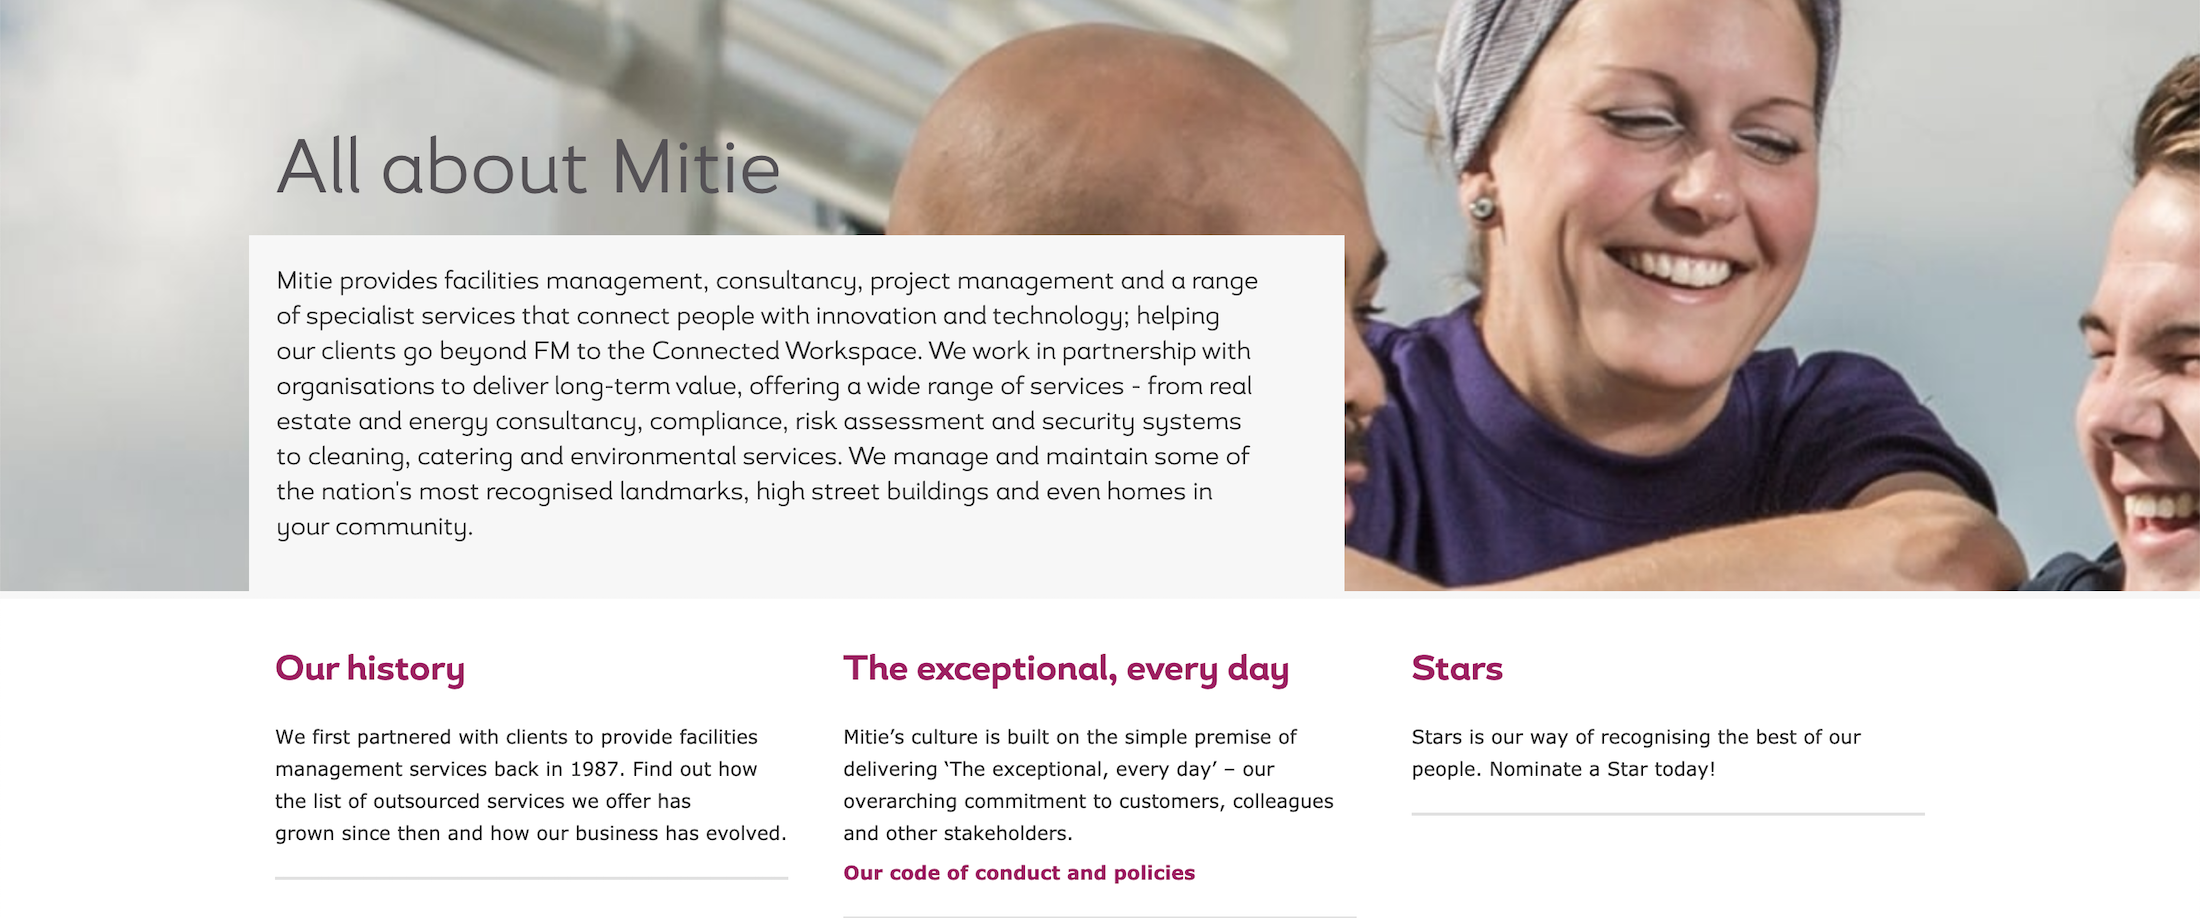 All about Mitie
Mitie provides facilities management, consultancy, project management and a range
of specialist services that connect people with innovation and technology; helping
our clients go beyond FM to the Connected Workspace. We work in partnership with
organisations to deliver long-term value, offering a wide range of services - from real
estate and energy consultancy, compliance, risk assessment and security systems
to cleaning, catering and environmental services. We manage and maintain some of
the nation's most recognised landmarks, high street buildings and even homes in
your community.
Our history
We first partnered with clients to provide facilities
management services back in 1987. Find out how
the list of outsourced services we offer has
grown since then and how our business has evolved.
The exceptional, every day
Mitie’s culture is built on the simple premise of
delivering ‘The exceptional, every day’ – our
overarching commitment to customers, colleagues
and other stakeholders.
Our code of conduct and policies
Stars
Stars is our way of recognising the best of our
people. Nominate a Star today!